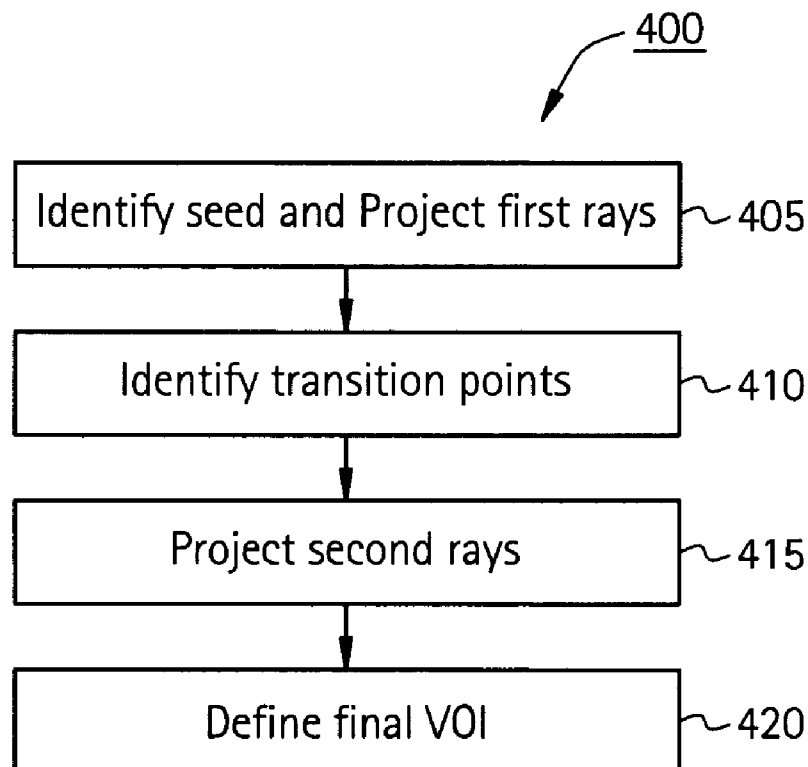 400
Identify seed and Project first rays 405
Identify transition points 410
Project second rays 415
Define final VOI 420